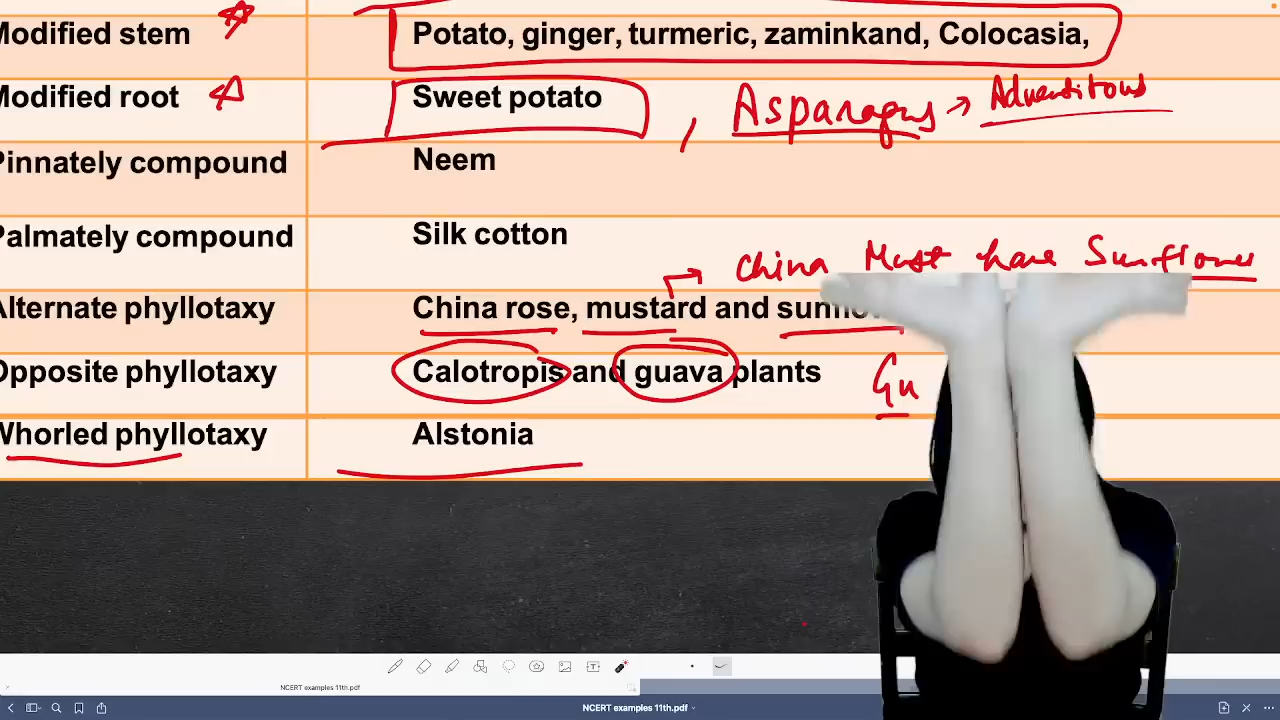 Modified stem Potato, ginger, turmeric, zaminkand, Colocasia,
Modified root Sweet potato , Asparagus → Adventitous
Pinnately compound Neem
Palmately compound Silk cotton
China Must have Sunflower
Alternate phyllotaxy China rose, mustard and
Opposite phyllotaxy Calotropis and guava plants Gu
Whorled phyllotaxy Alstonia
NCERT examples 11th.pdf
NCERT examples 11th.pdf